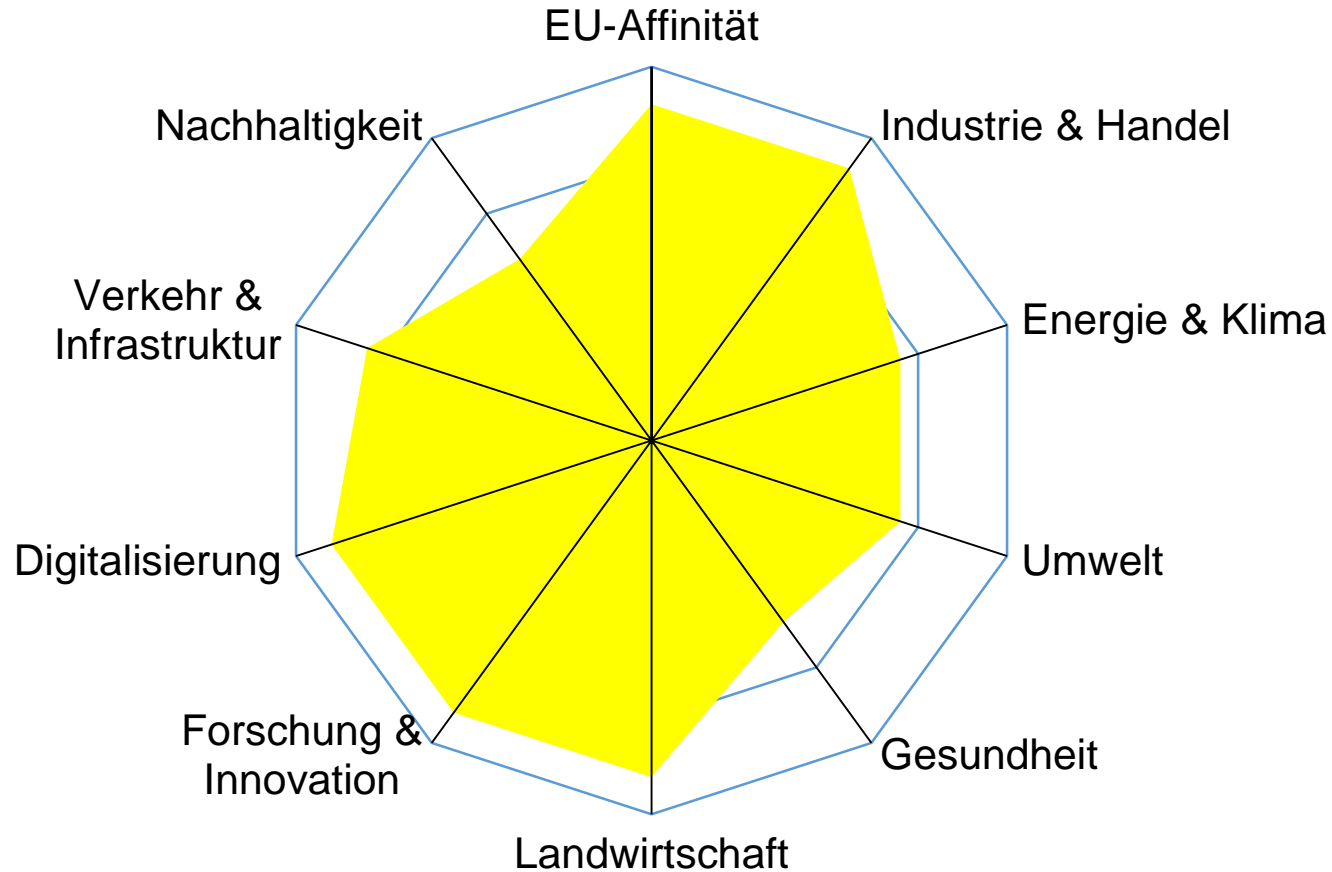 EU-Affinität
Industrie & Handel
Energie & Klima
Umwelt
Gesundheit
Landwirtschaft
Forschung &
Innovation
Digitalisierung
Verkehr &
Infrastruktur
Nachhaltigkeit